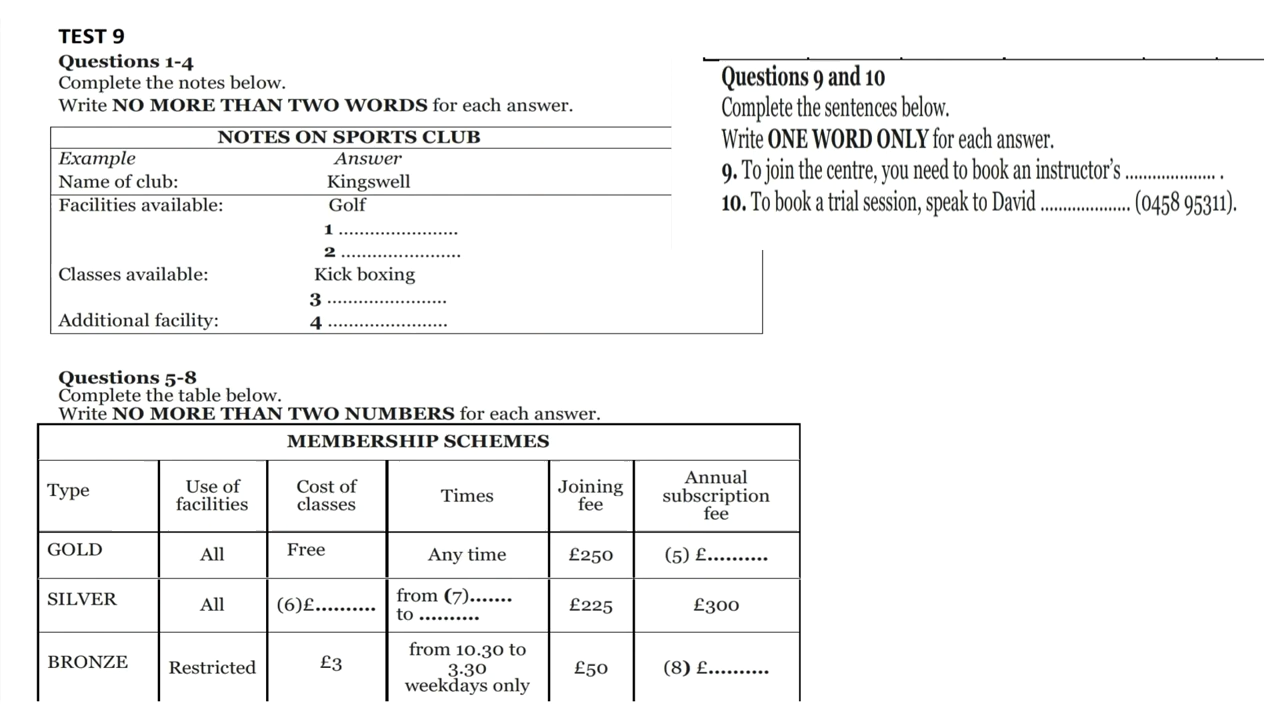 TEST 9
Questions 1-4
Complete the notes below.
Write NO MORE THAN TWO WORDS for each answer.
NOTES ON SPORTS CLUB
Example Answer
Name of club: Kingswell
Facilities available: Golf
1 ........................
2 ........................
Classes available: Kick boxing
3 ........................
Additional facility: 4 ........................
Questions 5-8
Complete the table below.
Write NO MORE THAN TWO NUMBERS for each answer.
MEMBERSHIP SCHEMES
Type
Use of
facilities
Cost of
classes
Times
Joining
fee
Annual
subscription
fee
GOLD
All
Free
Any time
£250
(5) £..........
SILVER
All
(6)£..........
from (7).......
to ..........
£225
£300
BRONZE
Restricted
£3
from 10.30 to
3.30
weekdays only
£50
(8) £..........
Questions 9 and 10
Complete the sentences below.
Write ONE WORD ONLY for each answer.
9. To join the centre, you need to book an instructor's .................... .
10. To book a trial session, speak to David .................... (0458 95311).